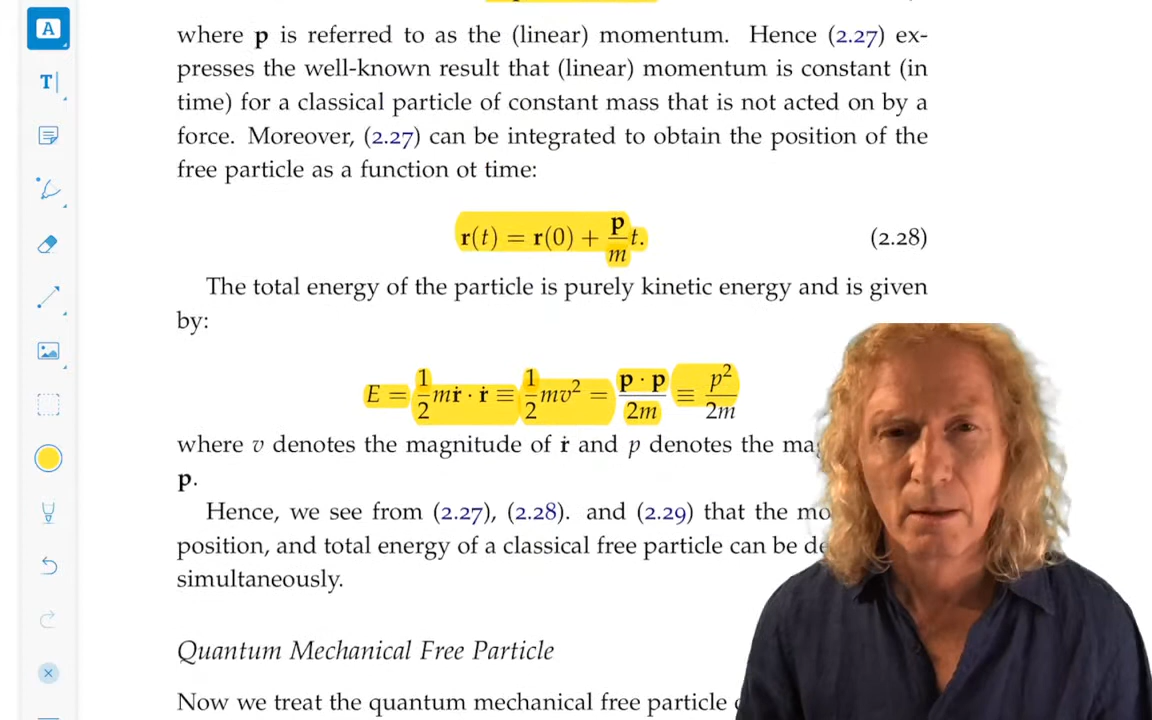 A
T
where p is referred to as the (linear) momentum. Hence (2.27) ex-
presses the well-known result that (linear) momentum is constant (in
time) for a classical particle of constant mass that is not acted on by a
force. Moreover, (2.27) can be integrated to obtain the position of the
free particle as a function ot time:
r(t) = r(0) + p/m t. (2.28)
The total energy of the particle is purely kinetic energy and is given
by:
E = 1/2 mṙ · ṙ ≡ 1/2 mv² = p · p/2m ≡ p²/2m
where v denotes the magnitude of ṙ and p denotes the
p.
Hence, we see from (2.27), (2.28). and (2.29) that the
position, and total energy of a classical free particle can be
simultaneously.
Quantum Mechanical Free Particle
Now we treat the quantum mechanical free particle